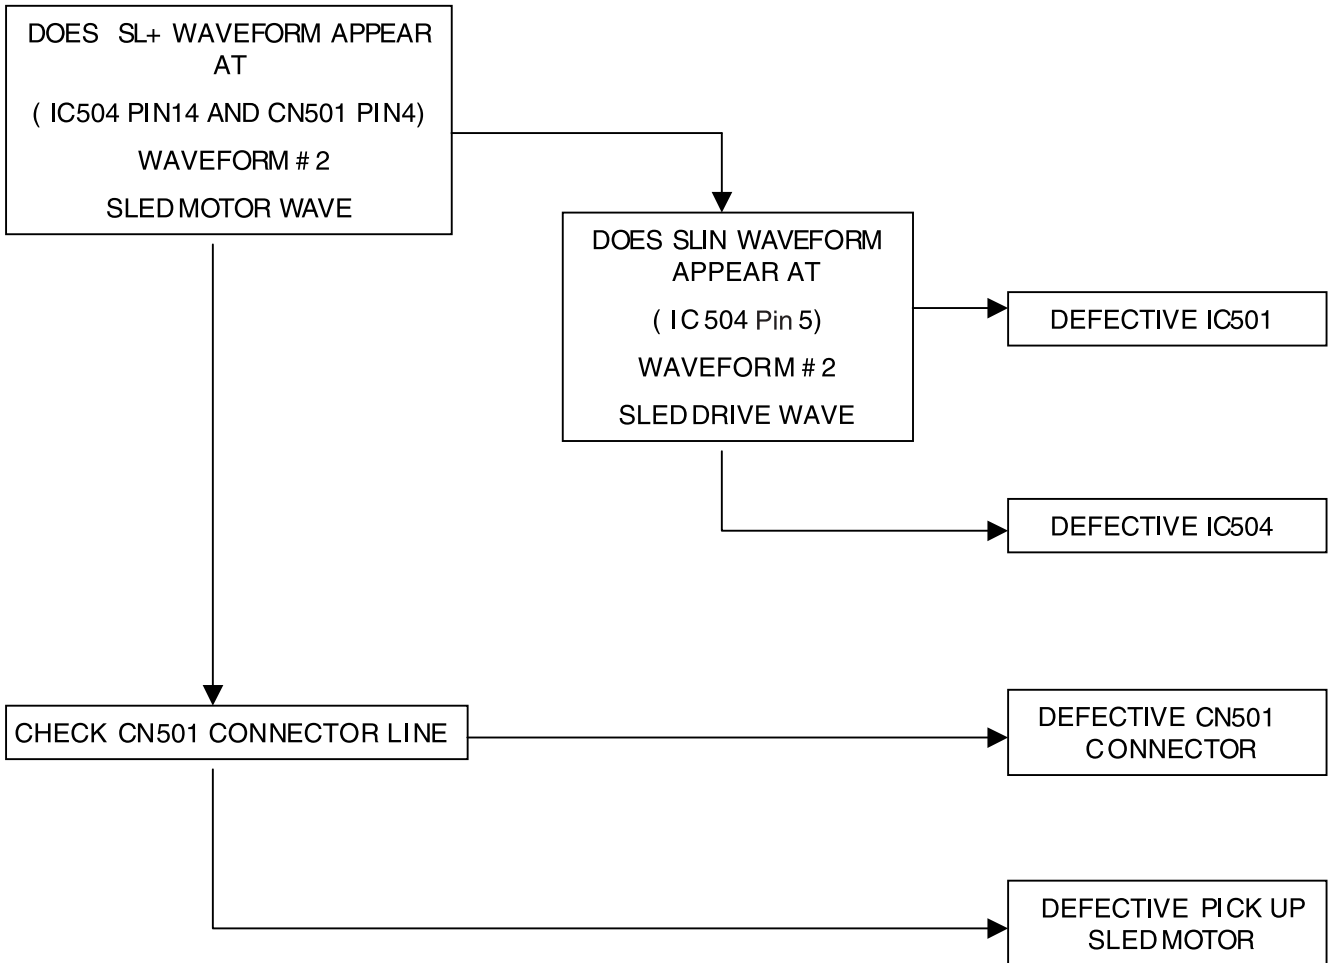 DOES SL+ WAVEFORM APPEAR
AT
( IC504 PIN14 AND CN501 PIN4)
WAVEFORM # 2
SLED MOTOR WAVE
DOES SLIN WAVEFORM
APPEAR AT
( IC504 Pin 5)
WAVEFORM # 2
SLED DRIVE WAVE
DEFECTIVE IC501
DEFECTIVE IC504
CHECK CN501 CONNECTOR LINE
DEFECTIVE CN501
CONNECTOR
DEFECTIVE PICK UP
SLED MOTOR